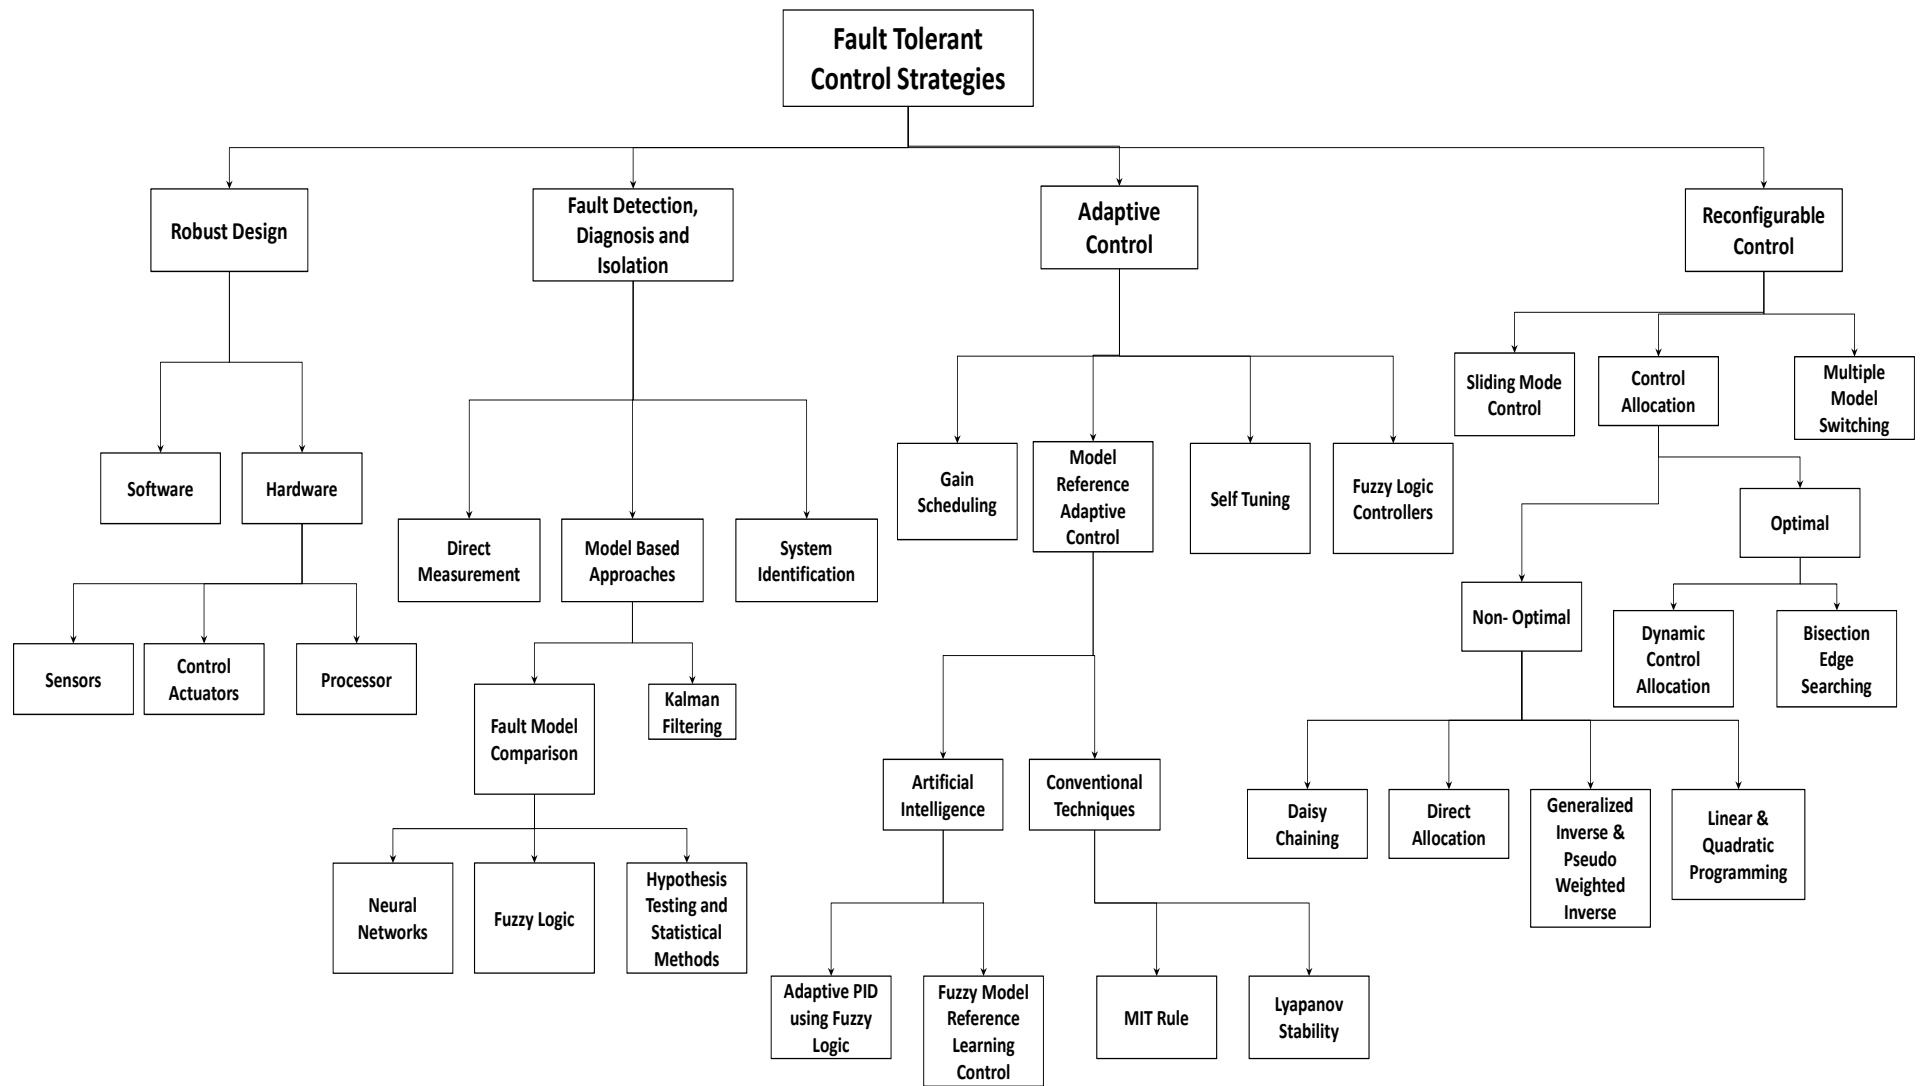 Fault Tolerant
Control Strategies
Robust Design
Fault Detection,
Diagnosis and
Isolation
Adaptive
Control
Reconfigurable
Control
Software
Hardware
Sensors
Control
Actuators
Processor
Direct
Measurement
Model Based
Approaches
System
Identification
Fault Model
Comparison
Kalman
Filtering
Neural
Networks
Fuzzy Logic
Hypothesis
Testing and
Statistical
Methods
Gain
Scheduling
Model
Reference
Adaptive
Control
Self Tuning
Fuzzy Logic
Controllers
Artificial
Intelligence
Conventional
Techniques
Adaptive PID
using Fuzzy
Logic
Fuzzy Model
Reference
Learning
Control
MIT Rule
Lyapanov
Stability
Sliding Mode
Control
Control
Allocation
Multiple
Model
Switching
Non- Optimal
Optimal
Dynamic
Control
Allocation
Bisection
Edge
Searching
Daisy
Chaining
Direct
Allocation
Generalized
Inverse &
Pseudo
Weighted
Inverse
Linear &
Quadratic
Programming